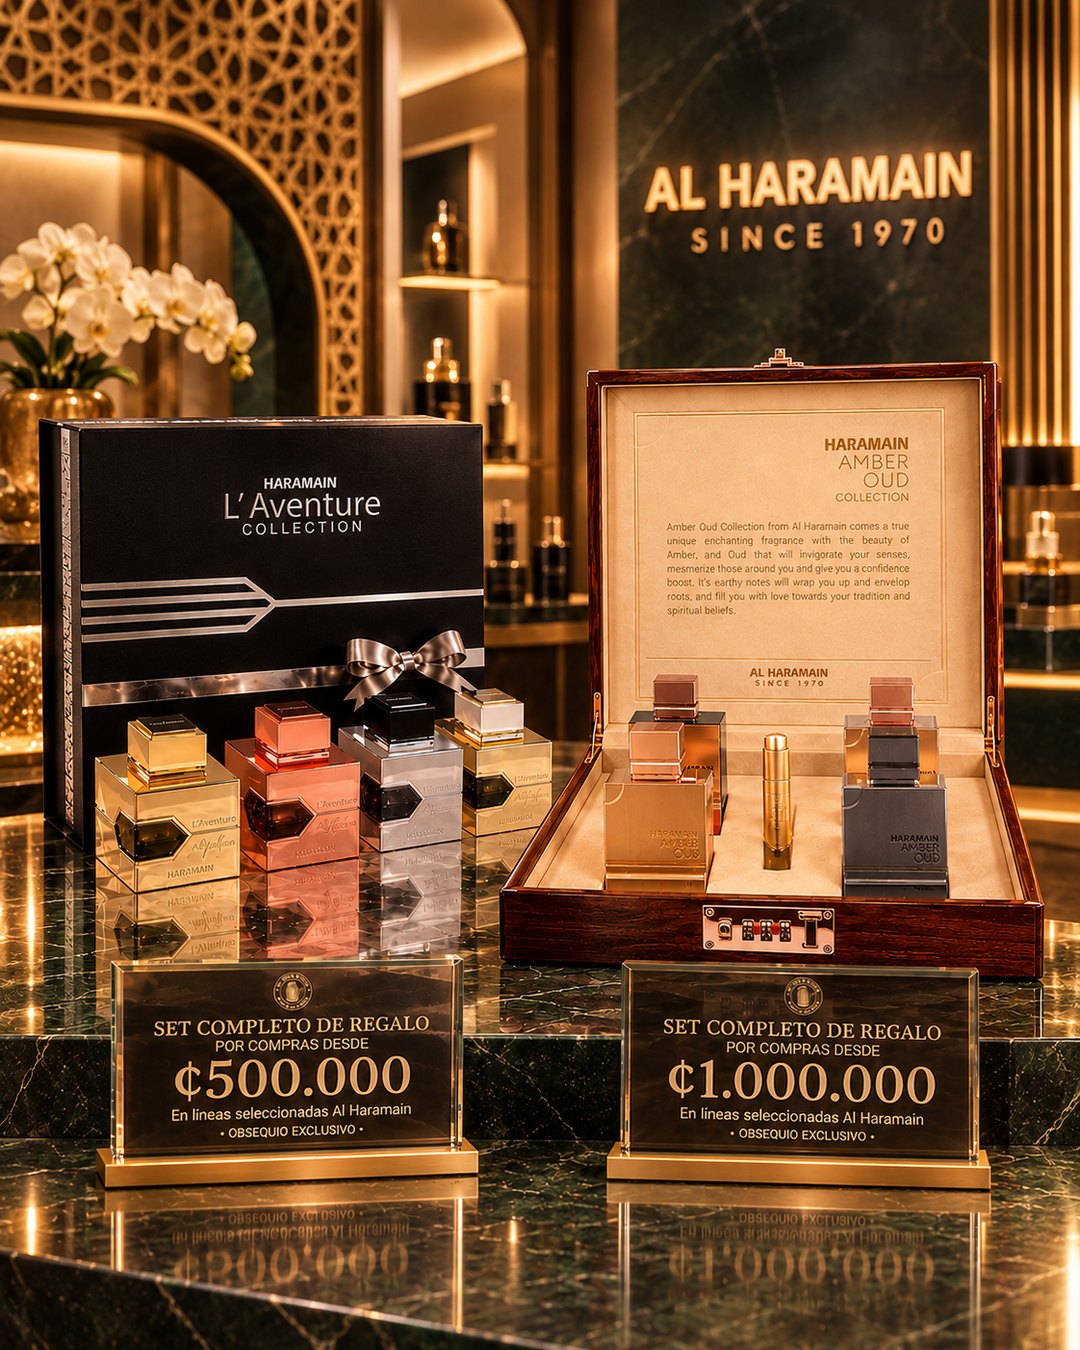 AL HARAMAIN
SINCE 1970
HARAMAIN
L'Aventure
COLLECTION
HARAMAIN
AMBER
OUD
COLLECTION
Amber Oud Collection from Al Haramain comes a true
unique enchanting fragrance with the beauty of
Amber, and Oud that will invigorate your senses,
mesmerize those around you and give you a confidence
boost. It's earthy notes will wrap you up and envelop
roots, and fill you with love towards your tradition and
spiritual beliefs.
AL HARAMAIN
SINCE 1970
L'Aventure
HARAMAIN
L'Aventure
HARAMAIN
HARAMAIN
AMBER
OUD
HARAMAIN
AMBER
OUD
SET COMPLETO DE REGALO
POR COMPRAS DESDE
₡500.000
En líneas seleccionadas Al Haramain
• OBSEQUIO EXCLUSIVO •
SET COMPLETO DE REGALO
POR COMPRAS DESDE
₡1.000.000
En líneas seleccionadas Al Haramain
• OBSEQUIO EXCLUSIVO •